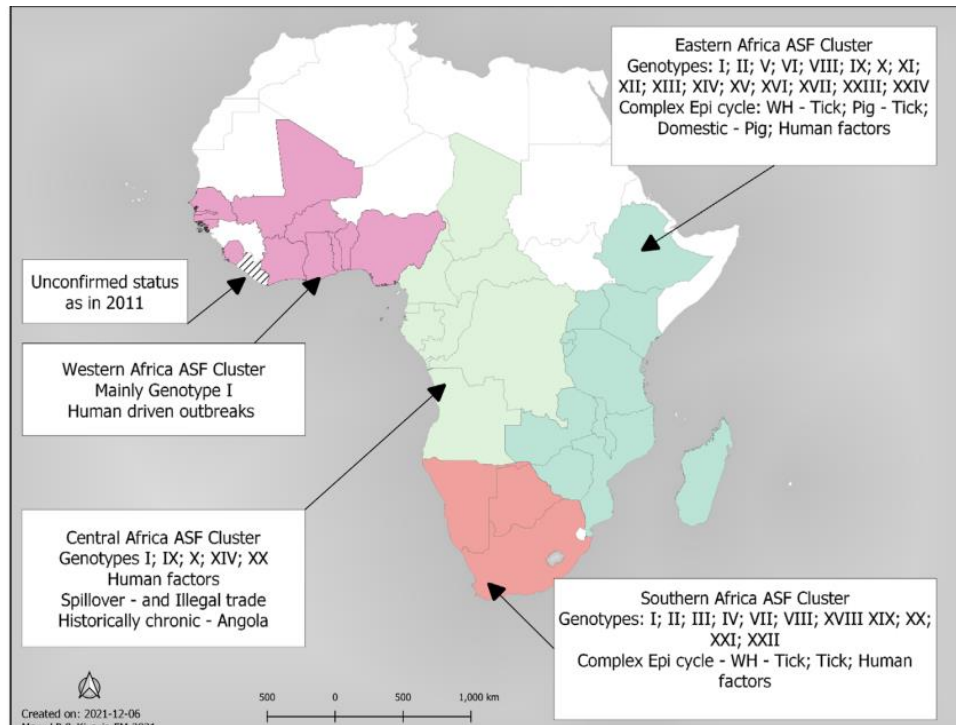 Eastern Africa ASF Cluster
Genotypes: I; II; V; VI; VIII; IX; X; XI;
XII; XIII; XIV; XV; XVI; XVII; XXIII; XXIV
Complex Epi cycle: WH - Tick; Pig - Tick;
Domestic - Pig; Human factors
Unconfirmed status
as in 2011
Western Africa ASF Cluster
Mainly Genotype I
Human driven outbreaks
Central Africa ASF Cluster
Genotypes I; IX; X; XIV; XX
Human factors
Spillover - and Illegal trade
Historically chronic - Angola
Southern Africa ASF Cluster
Genotypes: I; II; III; IV; VII; VIII; XVIII XIX; XX;
XXI; XXII
Complex Epi cycle - WH - Tick; Tick; Human
factors
500 0 500 1,000 km
Created on: 2021-12-06